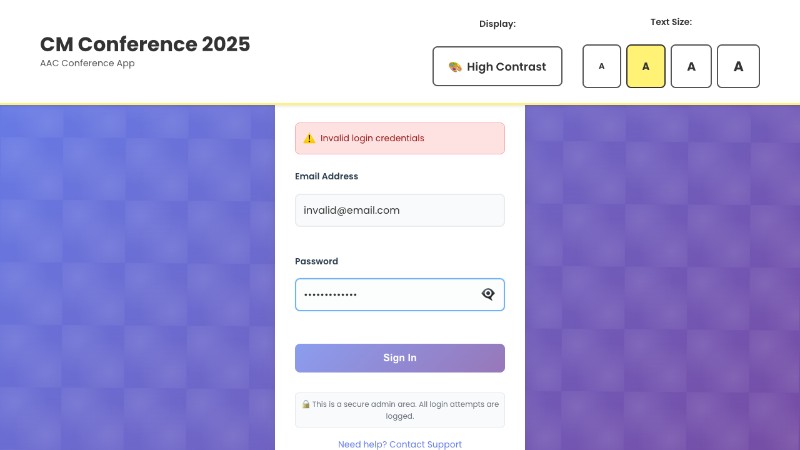 CM Conference 2025
AAC Conference App
Display:
🎨 High Contrast
Text Size:
A A A A
⚠️ Invalid login credentials
Email Address
invalid@email.com
Password
•••••••••••••
Sign In
🔒 This is a secure admin area. All login attempts are
logged.
Need help? Contact Support